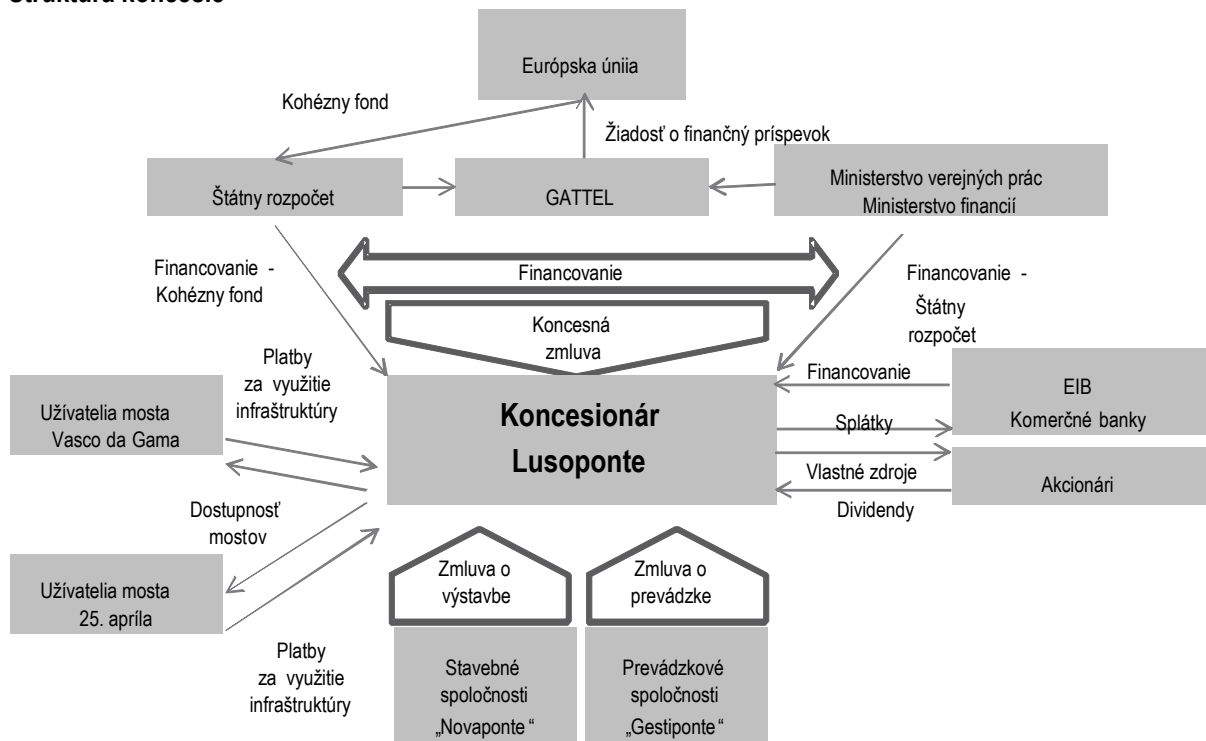 Štruktúra koncesie
Európska úniia
Kohézny fond
Žiadosť o finančný príspevok
Štátny rozpočet
GATTEL
Ministerstvo verejných prác
Ministerstvo financií
Financovanie -
Kohézny fond
Financovanie
Financovanie -
Štátny
rozpočet
Koncesná
zmluva
Platby
za využitie
infraštruktúry
Užívatelia mosta
Vasco da Gama
Koncesionár
Lusoponte
Financovanie
EIB
Komerčné banky
Splátky
Vlastné zdroje
Akcionári
Dividendy
Dostupnosť
mostov
Užívatelia mosta
25. apríla
Zmluva o
výstavbe
Zmluva o
prevádzke
Platby
za využitie
infraštruktúry
Stavebné
spoločnosti
„Novaponte“
Prevádzkové
spoločnosti
„Gestiponte“